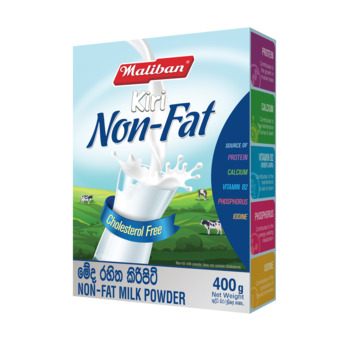 Maliban
Kiri
Non-Fat
SOURCE OF
PROTEIN
CALCIUM
VITAMIN B2
PHOSPHORUS
IODINE
Cholesterol Free
මේද රහිත කිරිපිටි
NON-FAT MILK POWDER
400g
Net Weight
PROTEIN
CALCIUM
VITAMIN B2
PHOSPHORUS
IODINE